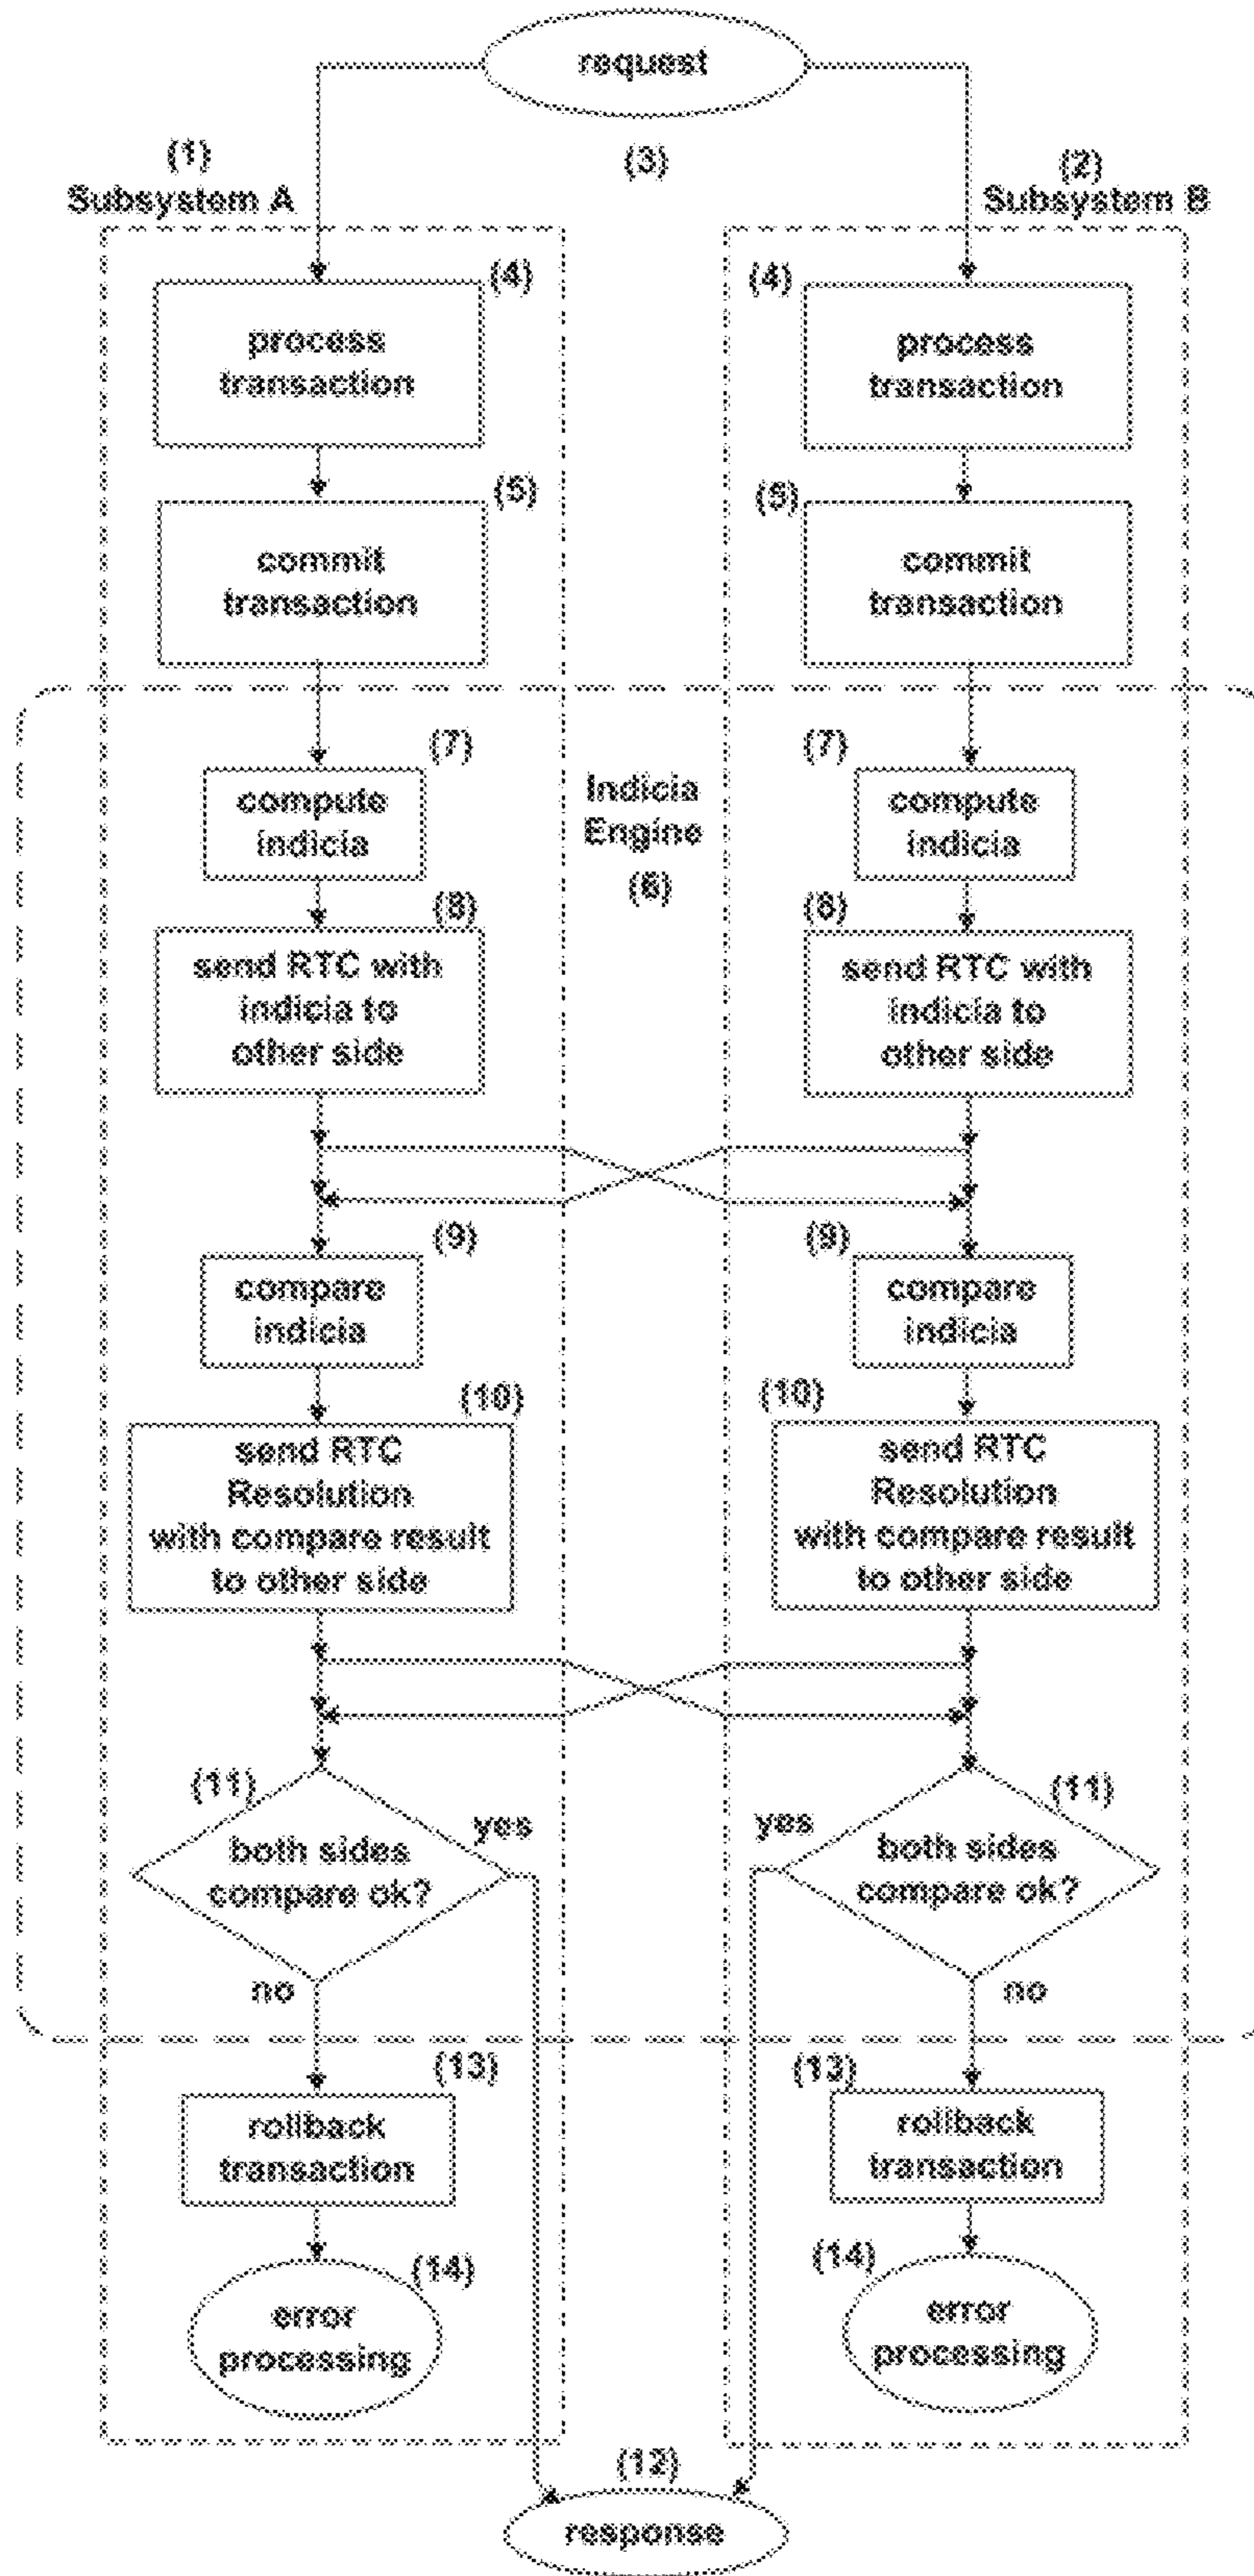 request
(3)
(1)
Subsystem A
(2)
Subsystem B
(4)
process
transaction
(4)
process
transaction
(5)
commit
transaction
(5)
commit
transaction
Indicia
Engine
(6)
(7)
compute
indicia
(7)
compute
indicia
(8)
send RTC with
indicia to
other side
(8)
send RTC with
indicia to
other side
(9)
compare
indicia
(9)
compare
indicia
(10)
send RTC
Resolution
with compare result
to other side
(10)
send RTC
Resolution
with compare result
to other side
(11)
both sides
compare ok?
yes
no
(11)
both sides
compare ok?
yes
no
(13)
rollback
transaction
(13)
rollback
transaction
(14)
error
processing
(14)
error
processing
(12)
response